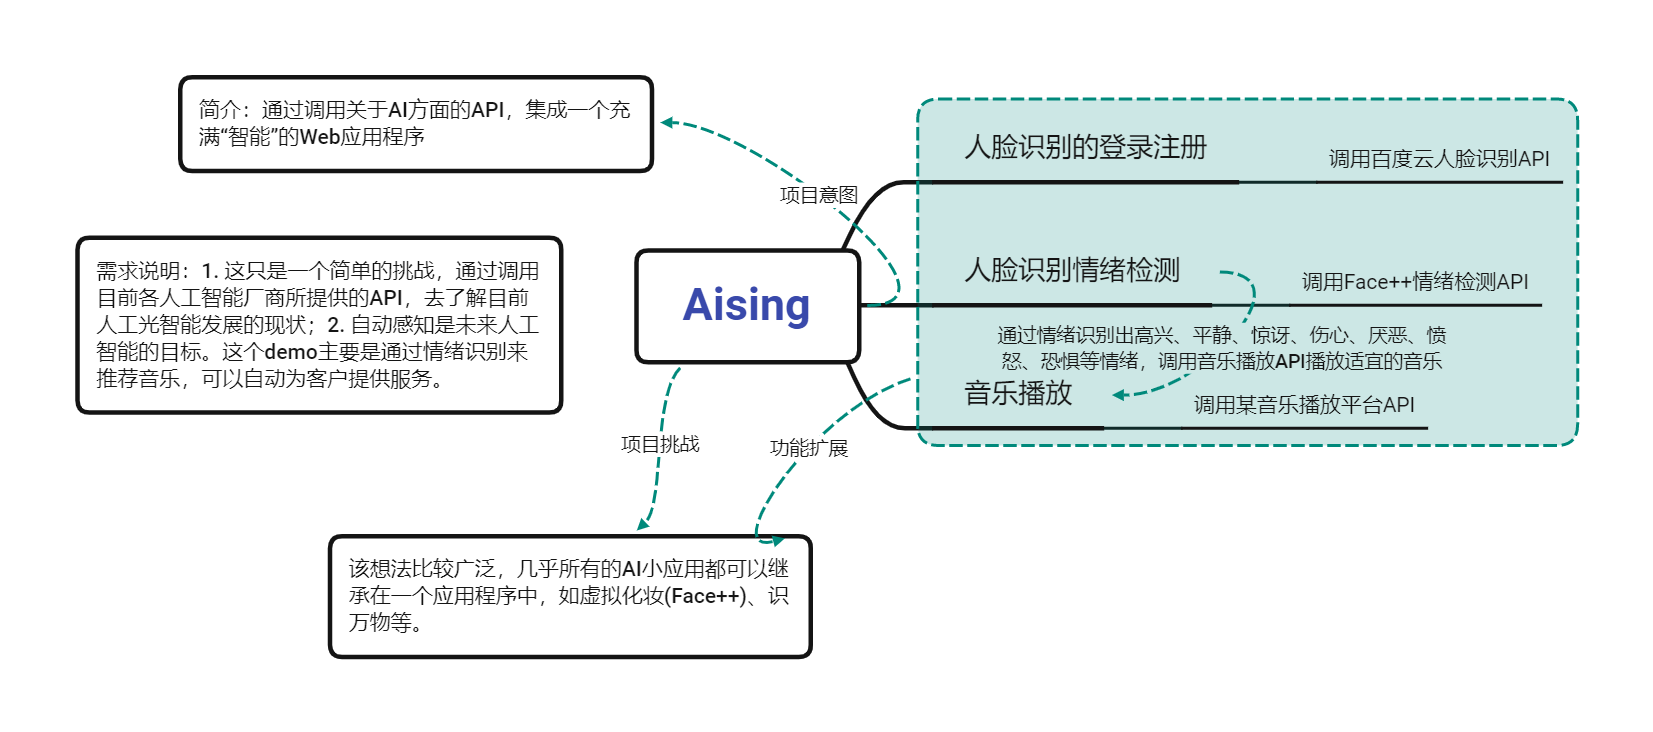 简介：通过调用关于AI方面的API，集成一个充
满“智能”的Web应用程序
项目意图
需求说明：1. 这只是一个简单的挑战，通过调用
目前各人工智能厂商所提供的API，去了解目前
人工光智能发展的现状；2. 自动感知是未来人工
智能的目标。这个demo主要是通过情绪识别来
推荐音乐，可以自动为客户提供服务。
Aising
人脸识别的登录注册
调用百度云人脸识别API
人脸识别情绪检测
调用Face++情绪检测API
通过情绪识别出高兴、平静、惊讶、伤心、厌恶、愤
怒、恐惧等情绪，调用音乐播放API播放适宜的音乐
音乐播放
调用某音乐播放平台API
项目挑战
功能扩展
该想法比较广泛，几乎所有的AI小应用都可以继
承在一个应用程序中，如虚拟化妆(Face++)、识
万物等。